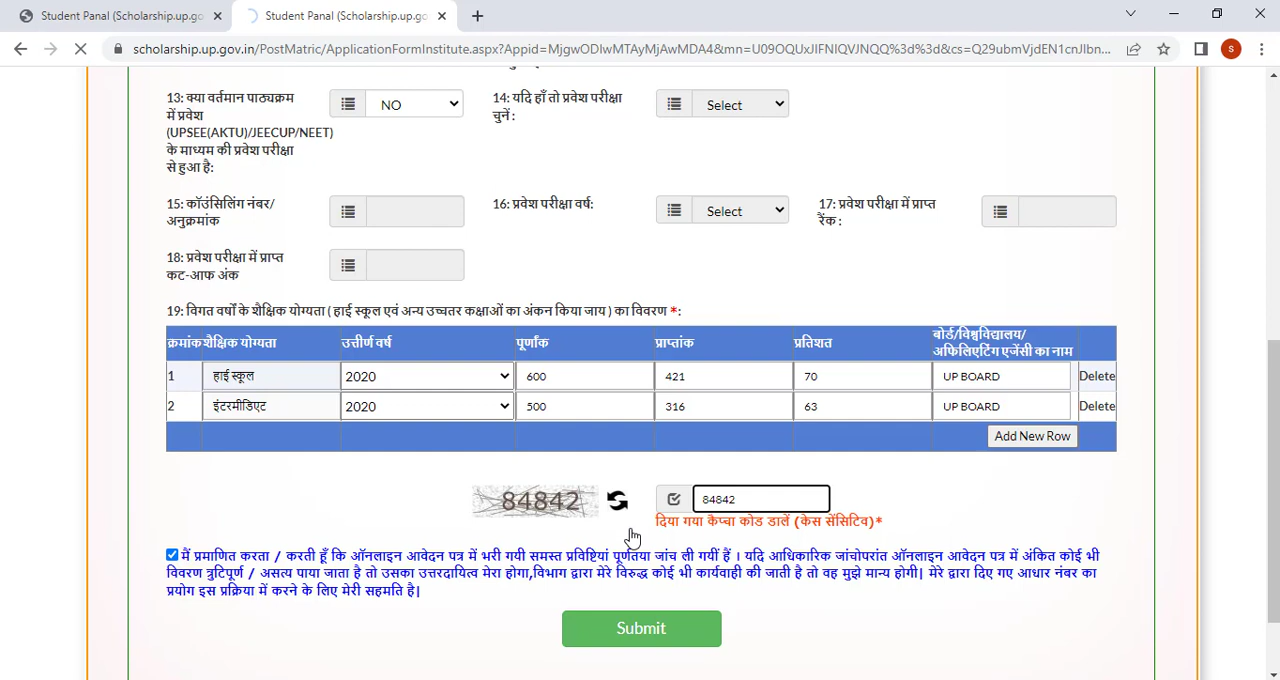 Student Panal (Scholarship.up.go
Student Panal (Scholarship.up.go
scholarship.up.gov.in/PostMatric/ApplicationFormInstitute.aspx?Appid=MjgwODIwMTAyMjAwMDA4&mn=U09OQUxJIFNIQVJNQQ%3d%3d&cs=Q29ubmVjdEN1cnJlbn...
S
13: क्या वर्तमान पाठ्यक्रम में प्रवेश (UPSEE(AKTU)/JEECUP/NEET) के माध्यम की प्रवेश परीक्षा से हुआ है:
NO
14: यदि हाँ तो प्रवेश परीक्षा चुनें :
Select
15: कॉउंसिलिंग नंबर/ अनुक्रमांक
16: प्रवेश परीक्षा वर्ष:
Select
17: प्रवेश परीक्षा में प्राप्त रैंक :
18: प्रवेश परीक्षा में प्राप्त कट-आफ अंक
19: विगत वर्षों के शैक्षिक योग्यता ( हाई स्कूल एवं अन्य उच्चतर कक्षाओं का अंकन किया जाय ) का विवरण *:
क्रमांक शैक्षिक योग्यता उत्तीर्ण वर्ष पूर्णांक प्राप्तांक प्रतिशत बोर्ड/विश्वविद्यालय/ अफिलिएटिंग एजेंसी का नाम
1 हाई स्कूल 2020 600 421 70 UP BOARD Delete
2 इंटरमीडिएट 2020 500 316 63 UP BOARD Delete
Add New Row
84842
84842
दिया गया कैप्चा कोड डालें (केस सेंसिटिव)*
मैं प्रमाणित करता / करती हूँ कि ऑनलाइन आवेदन पत्र में भरी गयी समस्त प्रविष्टियां पूर्णतया जांच ली गयीं हैं । यदि आधिकारिक जांचोपरांत ऑनलाइन आवेदन पत्र में अंकित कोई भी
विवरण त्रुटिपूर्ण / असत्य पाया जाता है तो उसका उत्तरदायित्व मेरा होगा,विभाग द्वारा मेरे विरुद्ध कोई भी कार्यवाही की जाती है तो वह मुझे मान्य होगी| मेरे द्वारा दिए गए आधार नंबर का
प्रयोग इस प्रक्रिया में करने के लिए मेरी सहमति है|
Submit